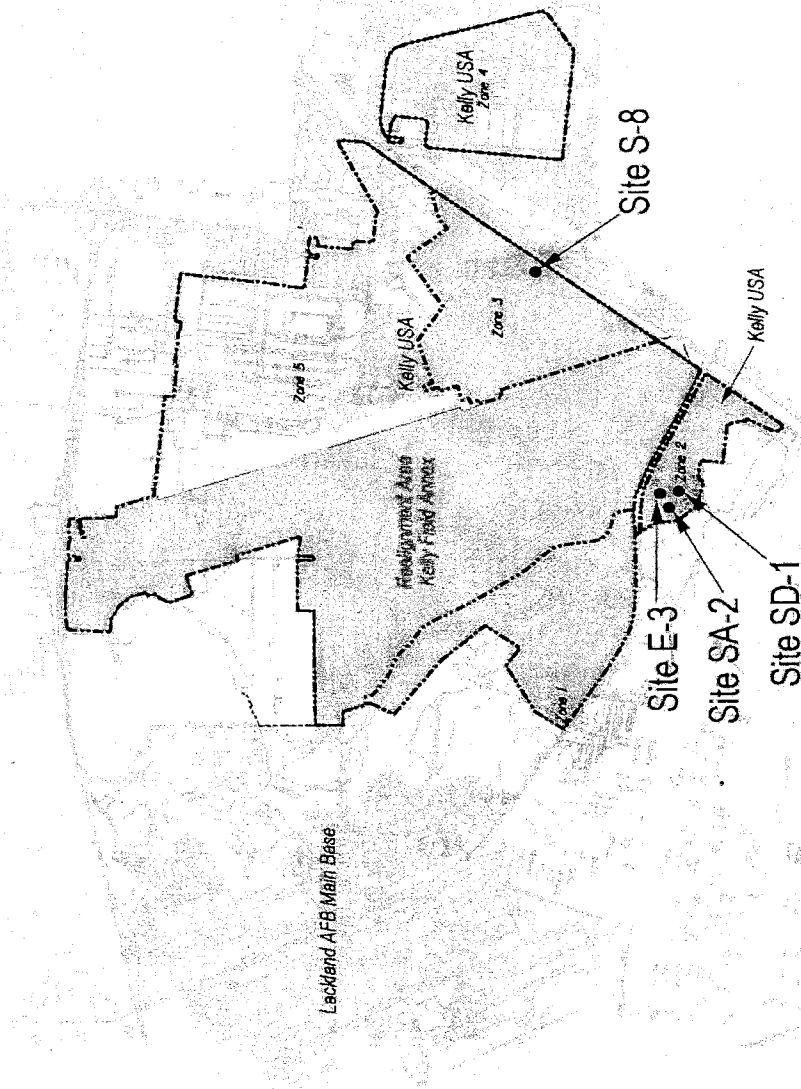 Kelly USA
Zone 4
Site S-8
Zone 5
Kelly USA
Zone 3
Kelly USA
Realignment Area
Kelly Field Annex
Zone 2
Zone 1
Site E-3
Site SA-2
Site SD-1
Lackland AFB Main Base